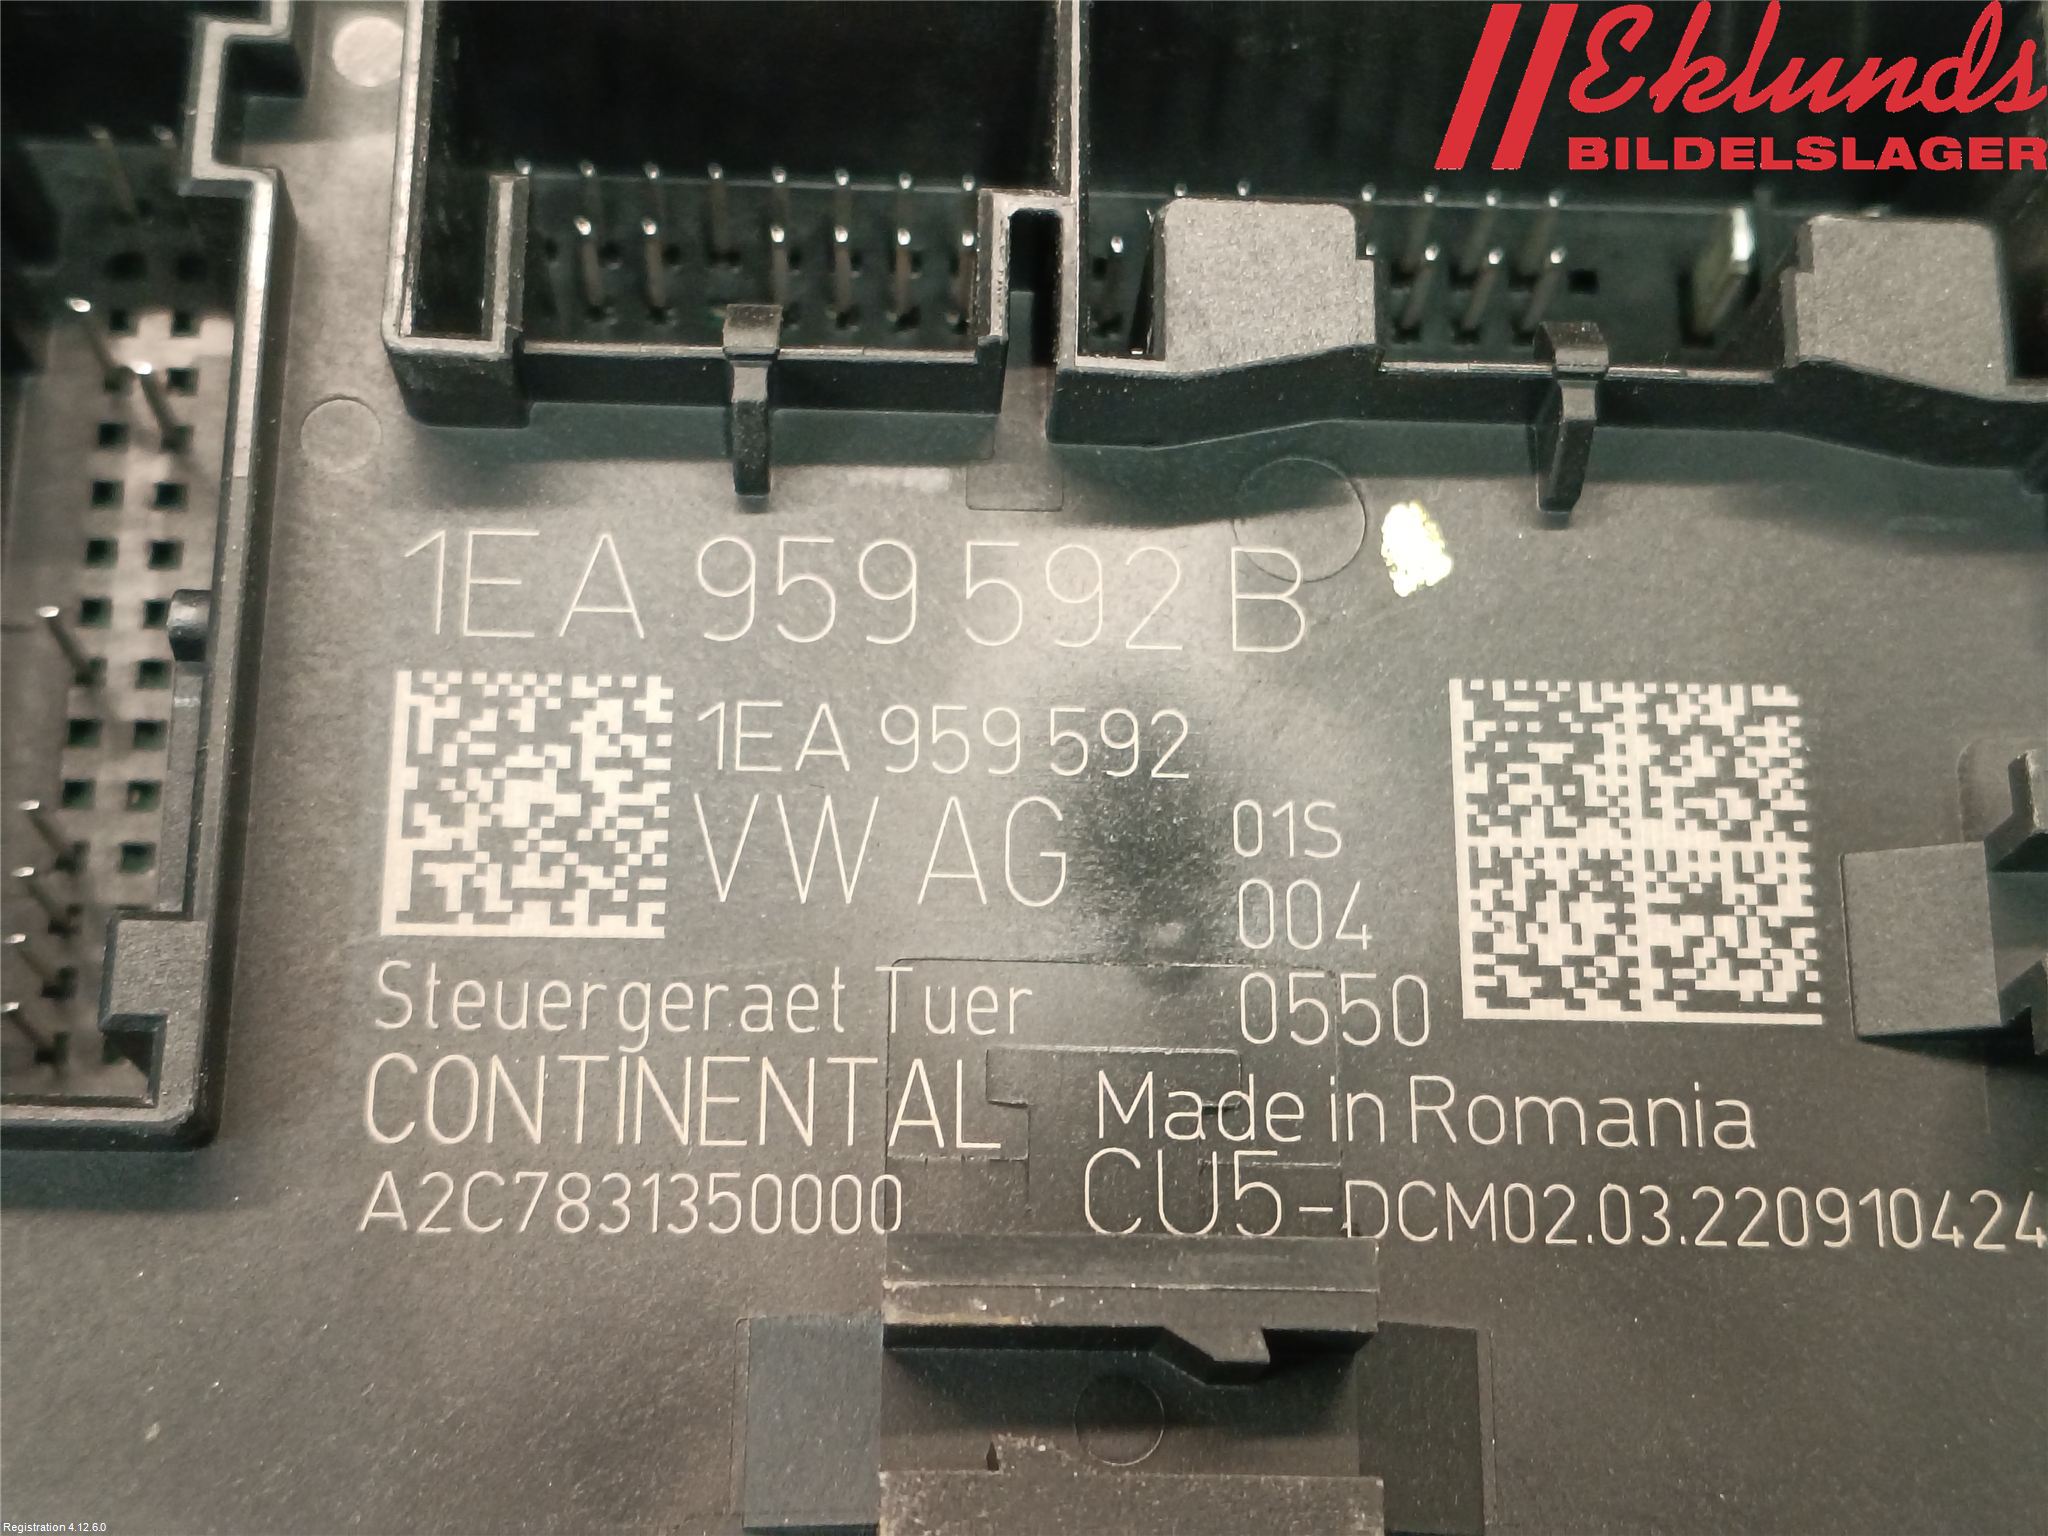 Eklunds
BILDELSLAGER
1EA 959 592 B
1EA 959 592
VW AG
01S
004
0550
Steuergeraet Tuer
CONTINENTAL
Made in Romania
A2C7831350000
CU5-DCM02.03.220910424
Registration 4.12.6.0